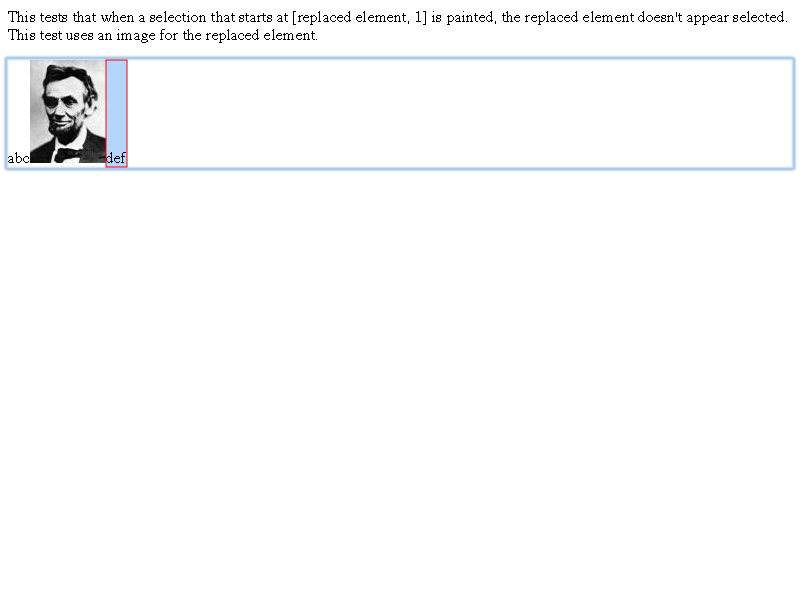 This tests that when a selection that starts at [replaced element, 1] is painted, the replaced element doesn't appear selected.
This test uses an image for the replaced element.
abc def